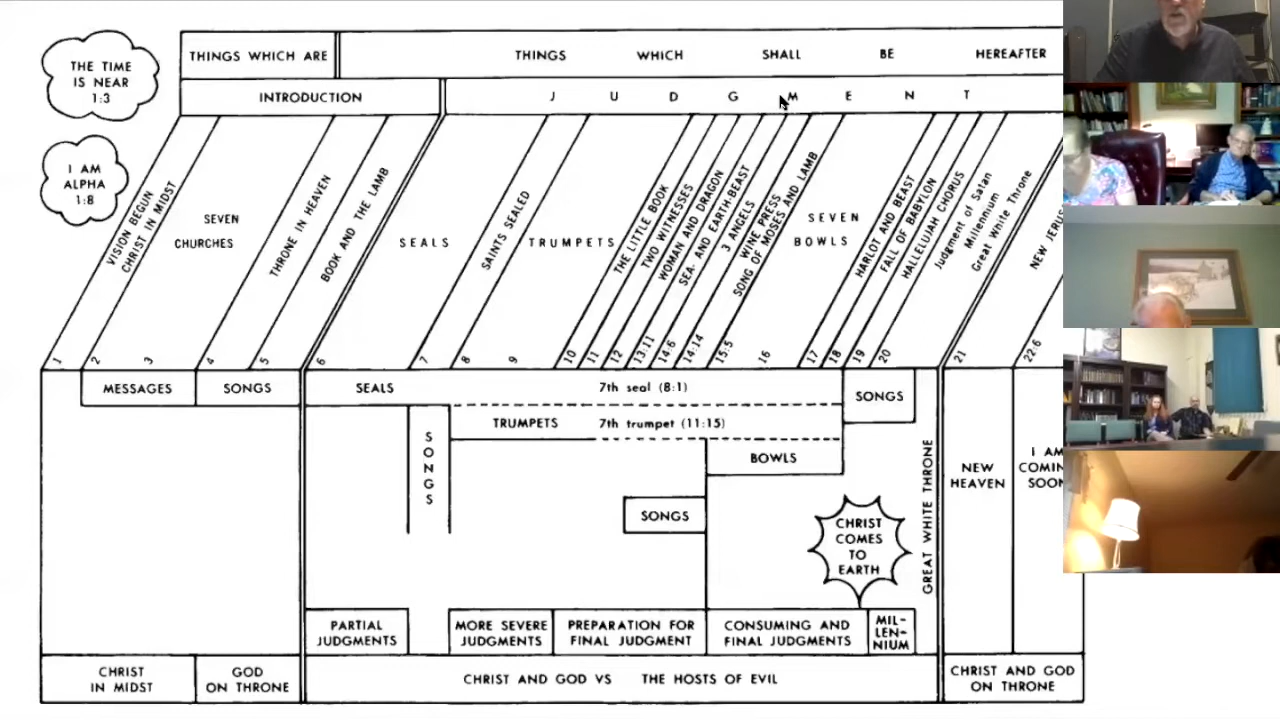 THE TIME
IS NEAR
1:3
I AM
ALPHA
1:8
THINGS WHICH ARE
THINGS WHICH SHALL BE HEREAFTER
INTRODUCTION
JUDGMENT
VISION BEGUN
CHRIST IN MIDST
SEVEN
CHURCHES
THRONE IN HEAVEN
BOOK AND THE LAMB
SEALS
SAINTS SEALED
TRUMPETS
THE LITTLE BOOK
TWO WITNESSES
WOMAN AND DRAGON
SEA- AND EARTH-BEAST
3 ANGELS
WINE PRESS
SONG OF MOSES AND LAMB
SEVEN
BOWLS
HARLOT AND BEAST
FALL OF BABYLON
HALLELUJAH CHORUS
Judgment of Satan
Millennium
Great White Throne
NEW
1 2 3 4 5 6 7 8 9 10 11 12 13:11 14:6 14:14 15:5 16 17 18 19 20 21 22:6
MESSAGES
SONGS
SEALS
7th seal (8:1)
SONGS
TRUMPETS
7th trumpet (11:15)
SONGS
BOWLS
SONGS
CHRIST
COMES
TO
EARTH
GREAT WHITE THRONE
NEW
HEAVEN
I AM
COMING
SOON
PARTIAL
JUDGMENTS
MORE SEVERE
JUDGMENTS
PREPARATION FOR
FINAL JUDGMENT
CONSUMING AND
FINAL JUDGMENTS
MIL-
LEN-
NIUM
CHRIST
IN MIDST
GOD
ON THRONE
CHRIST AND GOD VS THE HOSTS OF EVIL
CHRIST AND GOD
ON THRONE